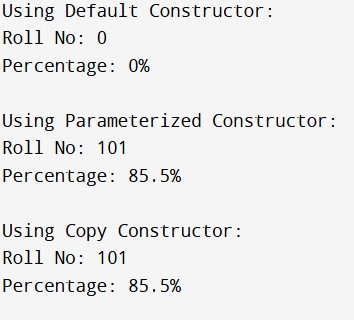 Using Default Constructor:
Roll No: 0
Percentage: 0%
Using Parameterized Constructor:
Roll No: 101
Percentage: 85.5%
Using Copy Constructor:
Roll No: 101
Percentage: 85.5%